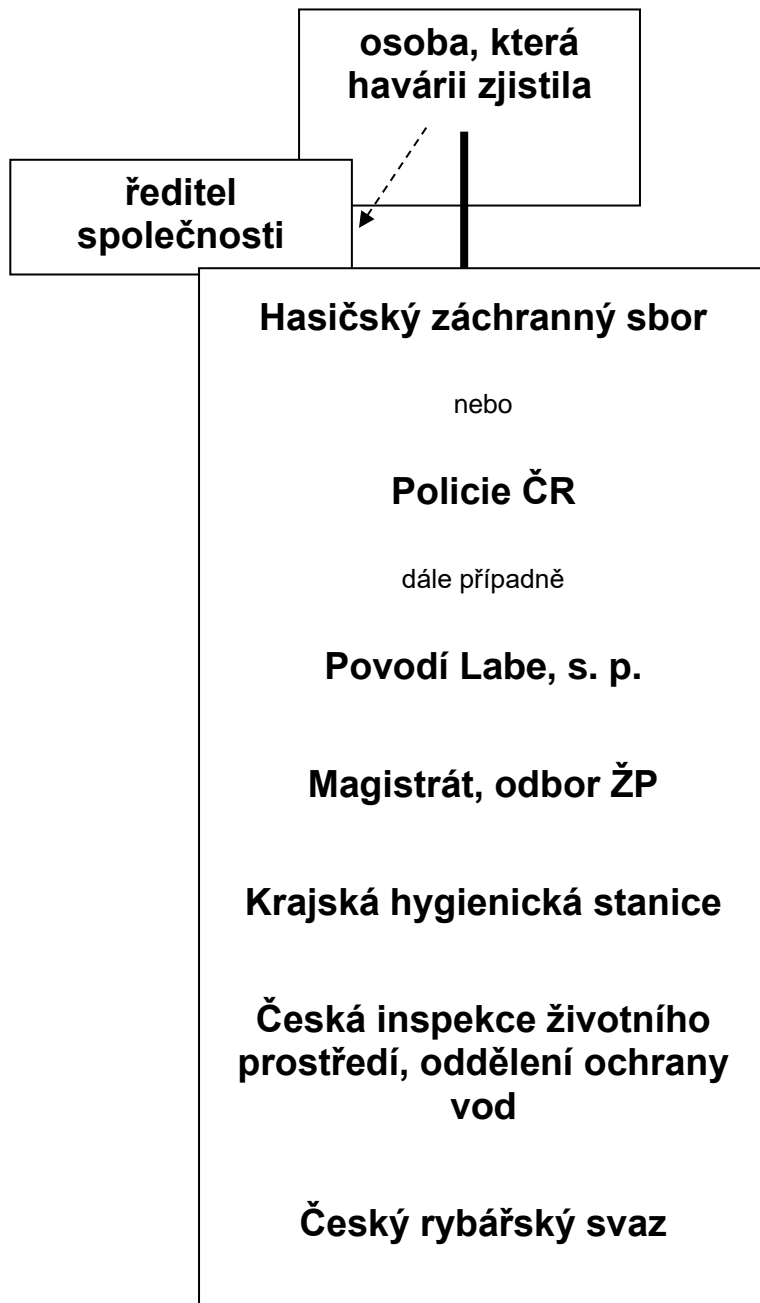 osoba, která
havárii zjistila
ředitel
společnosti
Hasičský záchranný sbor
nebo
Policie ČR
dále případně
Povodí Labe, s. p.
Magistrát, odbor ŽP
Krajská hygienická stanice
Česká inspekce životního
prostředí, oddělení ochrany
vod
Český rybářský svaz